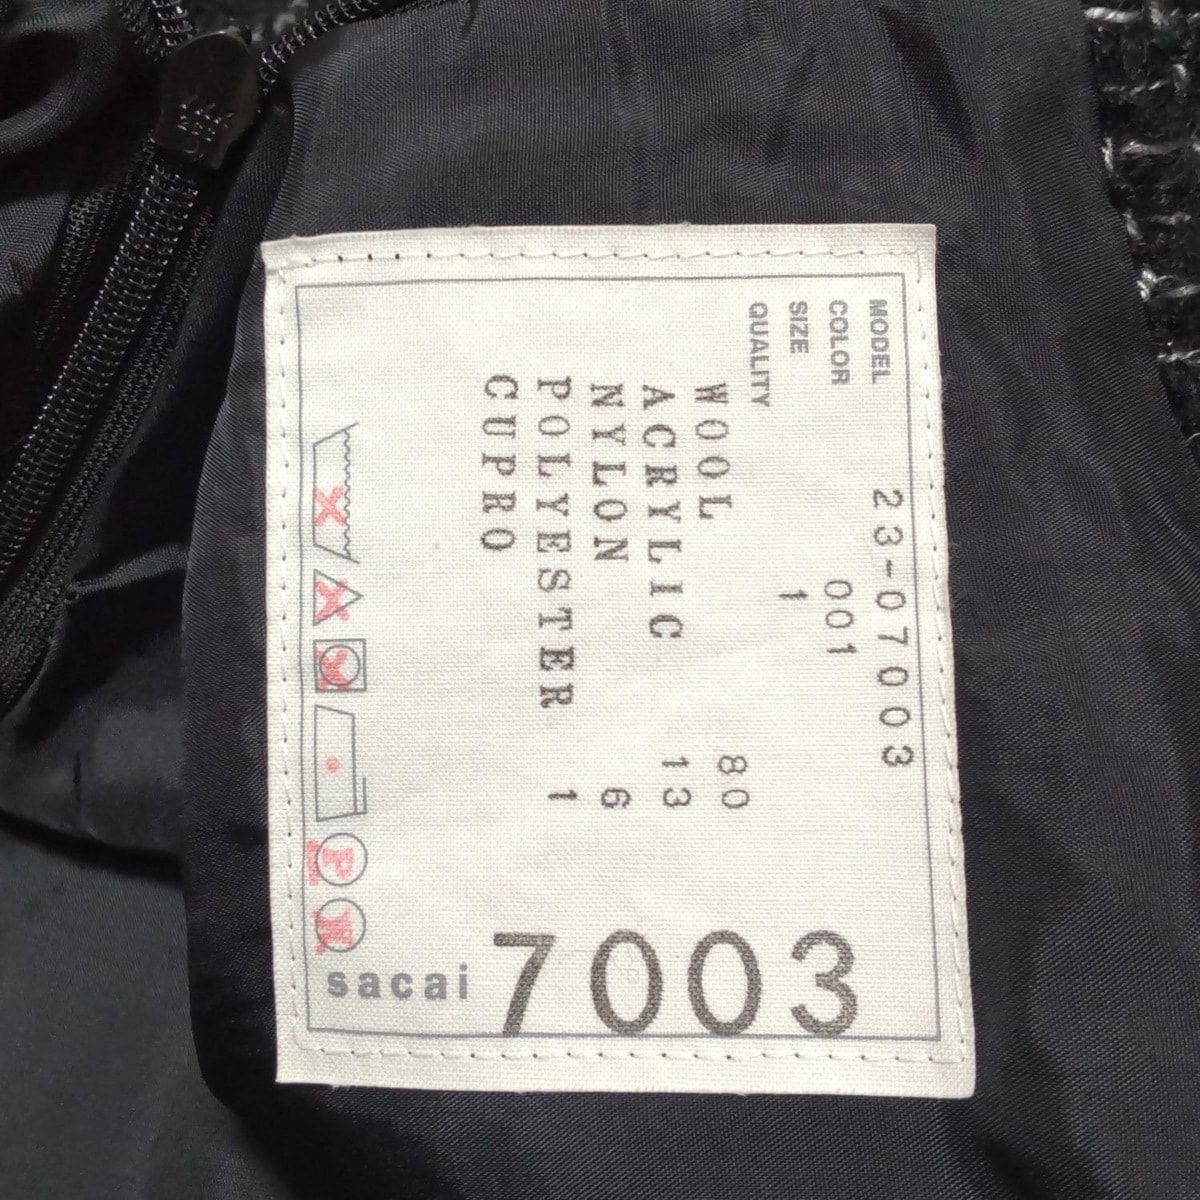 MODEL 23-07003
COLOR 001
SIZE 1
QUALITY
WOOL 80
ACRYLIC 13
NYLON 6
POLYESTER 1
CUPRO
P
sacai
7003